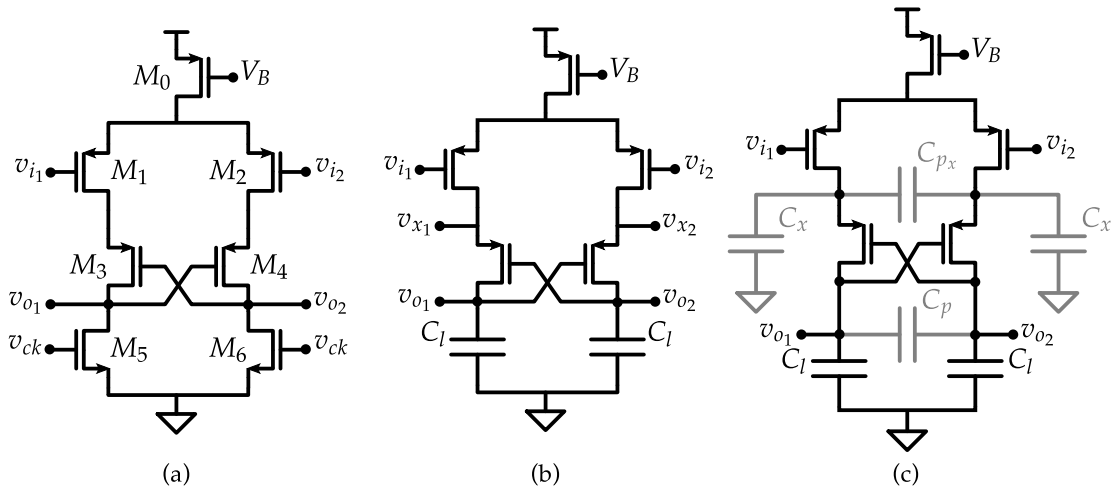 M0 VB
vi1 M1 M2 vi2
M3 M4
vo1 vo2
vck M5 M6 vck
(a)
VB
vi1 vi2
vx1 vx2
vo1 vo2
Cl Cl
(b)
VB
vi1 vi2
Cpx
Cx Cx
Cp
vo1 vo2
Cl Cl
(c)